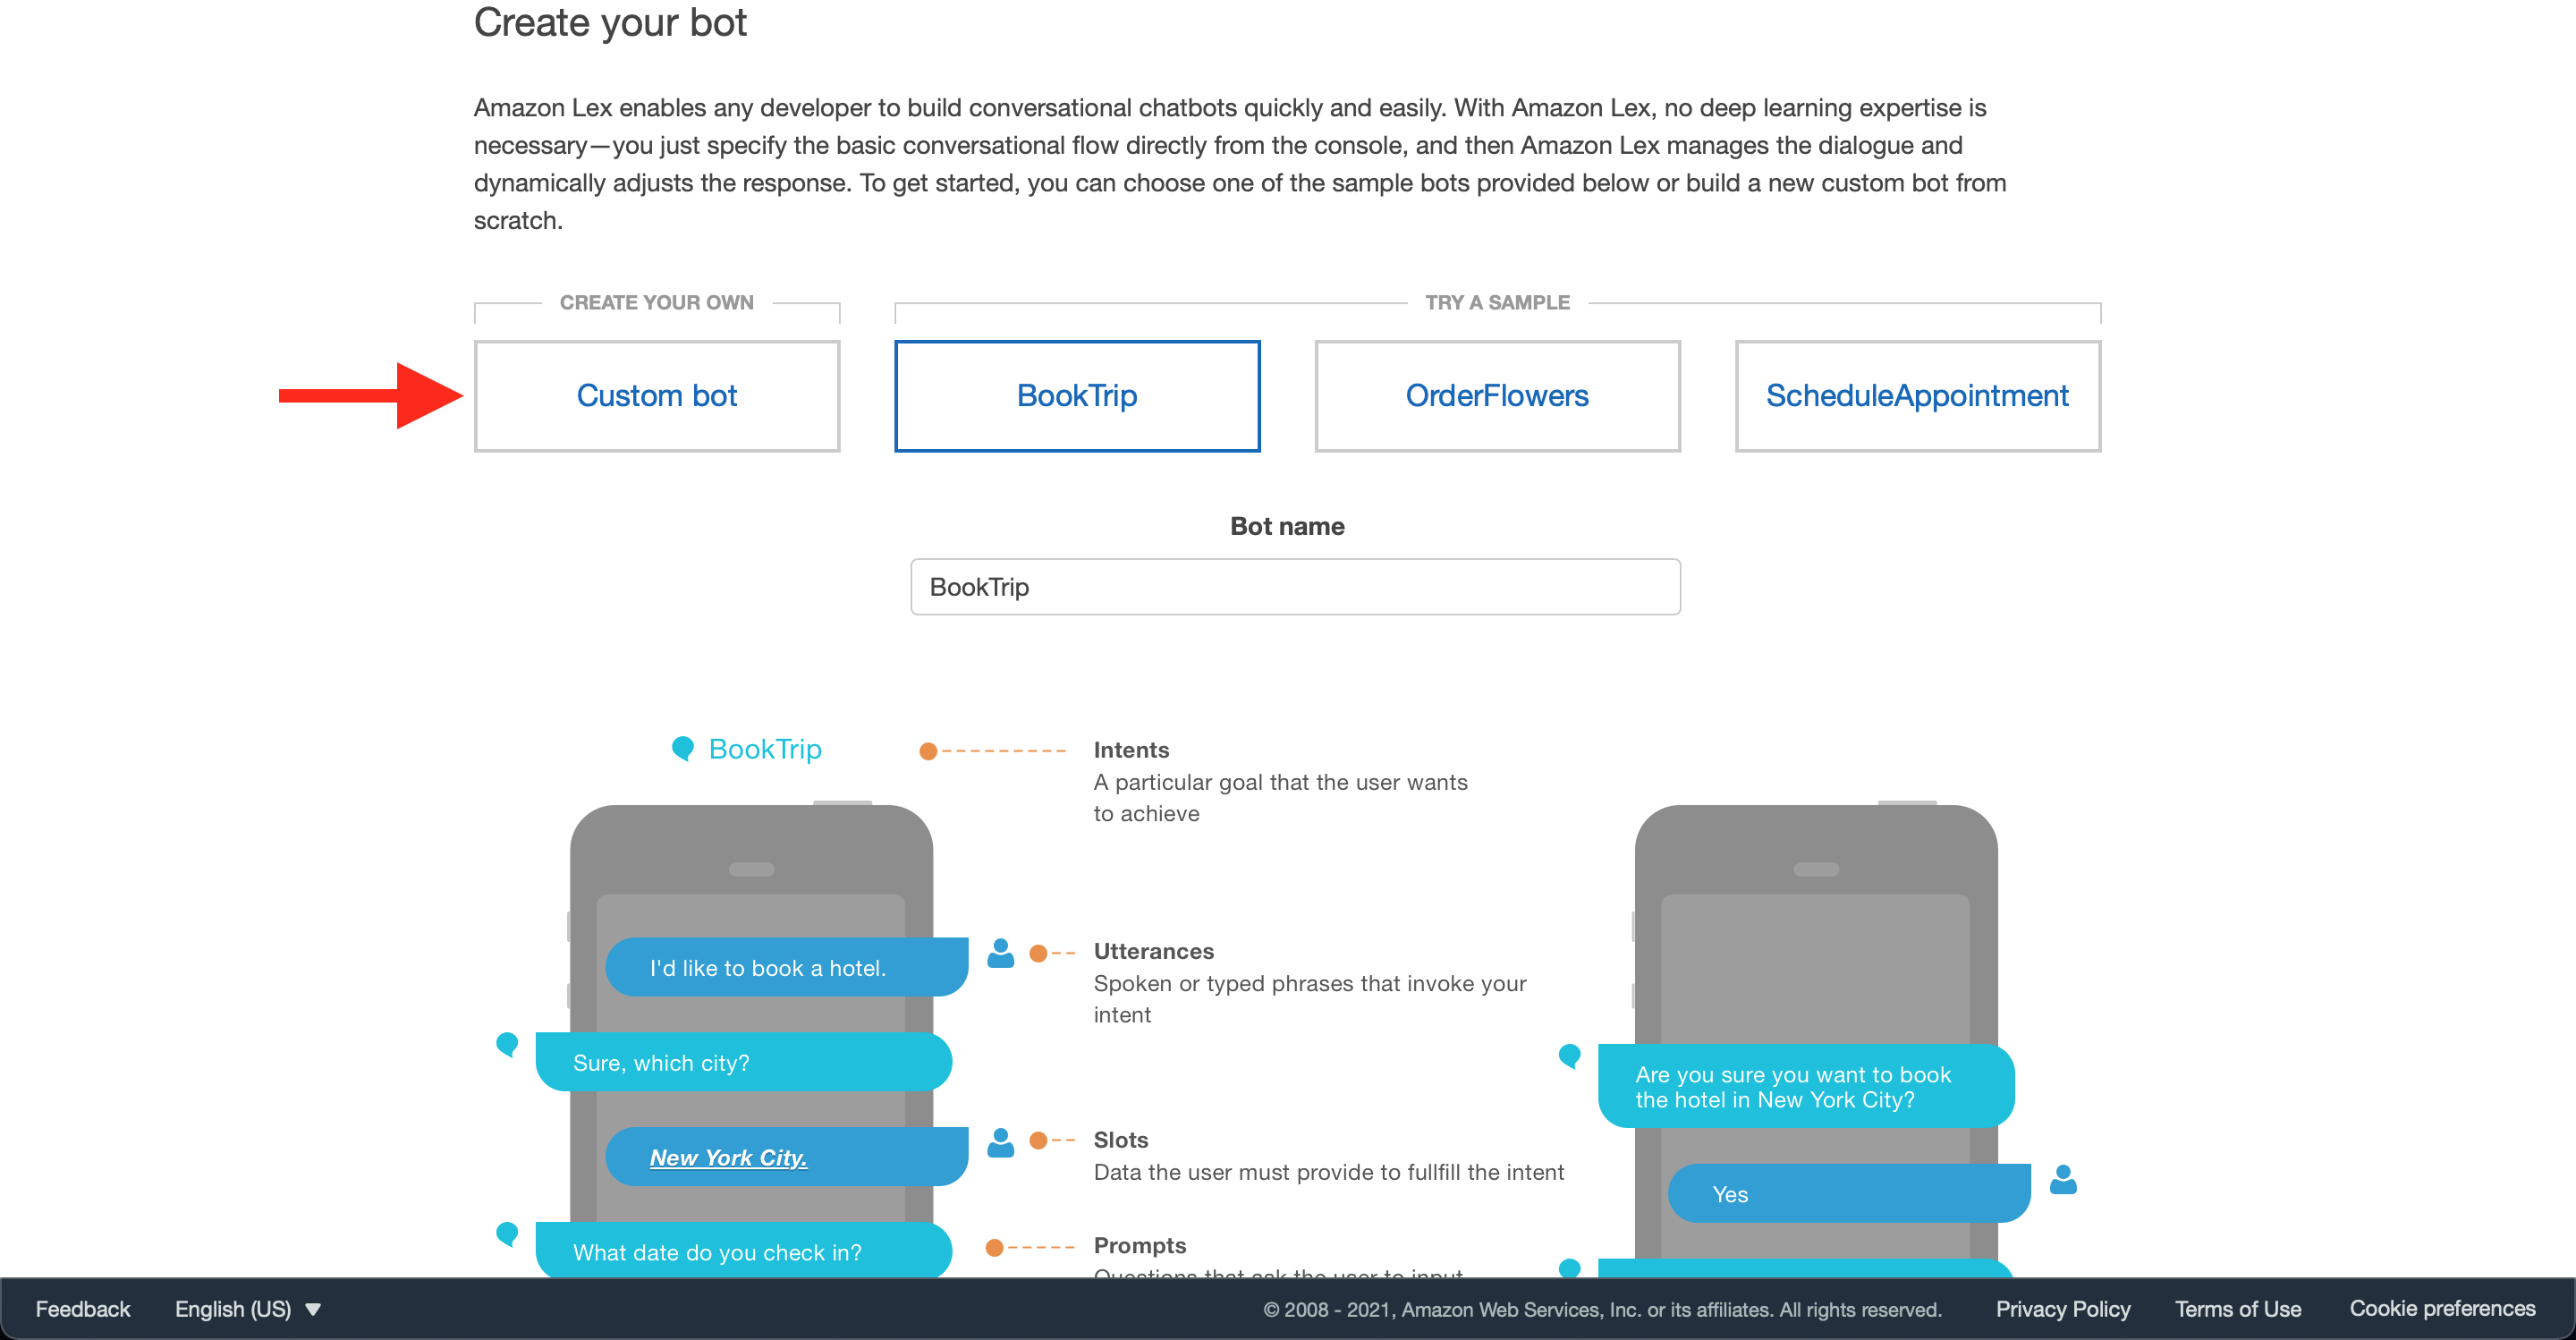 Create your bot
Amazon Lex enables any developer to build conversational chatbots quickly and easily. With Amazon Lex, no deep learning expertise is
necessary—you just specify the basic conversational flow directly from the console, and then Amazon Lex manages the dialogue and
dynamically adjusts the response. To get started, you can choose one of the sample bots provided below or build a new custom bot from
scratch.
CREATE YOUR OWN
TRY A SAMPLE
Custom bot
BookTrip
OrderFlowers
ScheduleAppointment
Bot name
BookTrip
BookTrip
Intents
A particular goal that the user wants
to achieve
I'd like to book a hotel.
Utterances
Spoken or typed phrases that invoke your
intent
Sure, which city?
New York City.
Slots
Data the user must provide to fullfill the intent
What date do you check in?
Prompts
Questions that ask the user to input
Are you sure you want to book
the hotel in New York City?
Yes
Feedback
English (US)
© 2008 - 2021, Amazon Web Services, Inc. or its affiliates. All rights reserved.
Privacy Policy
Terms of Use
Cookie preferences